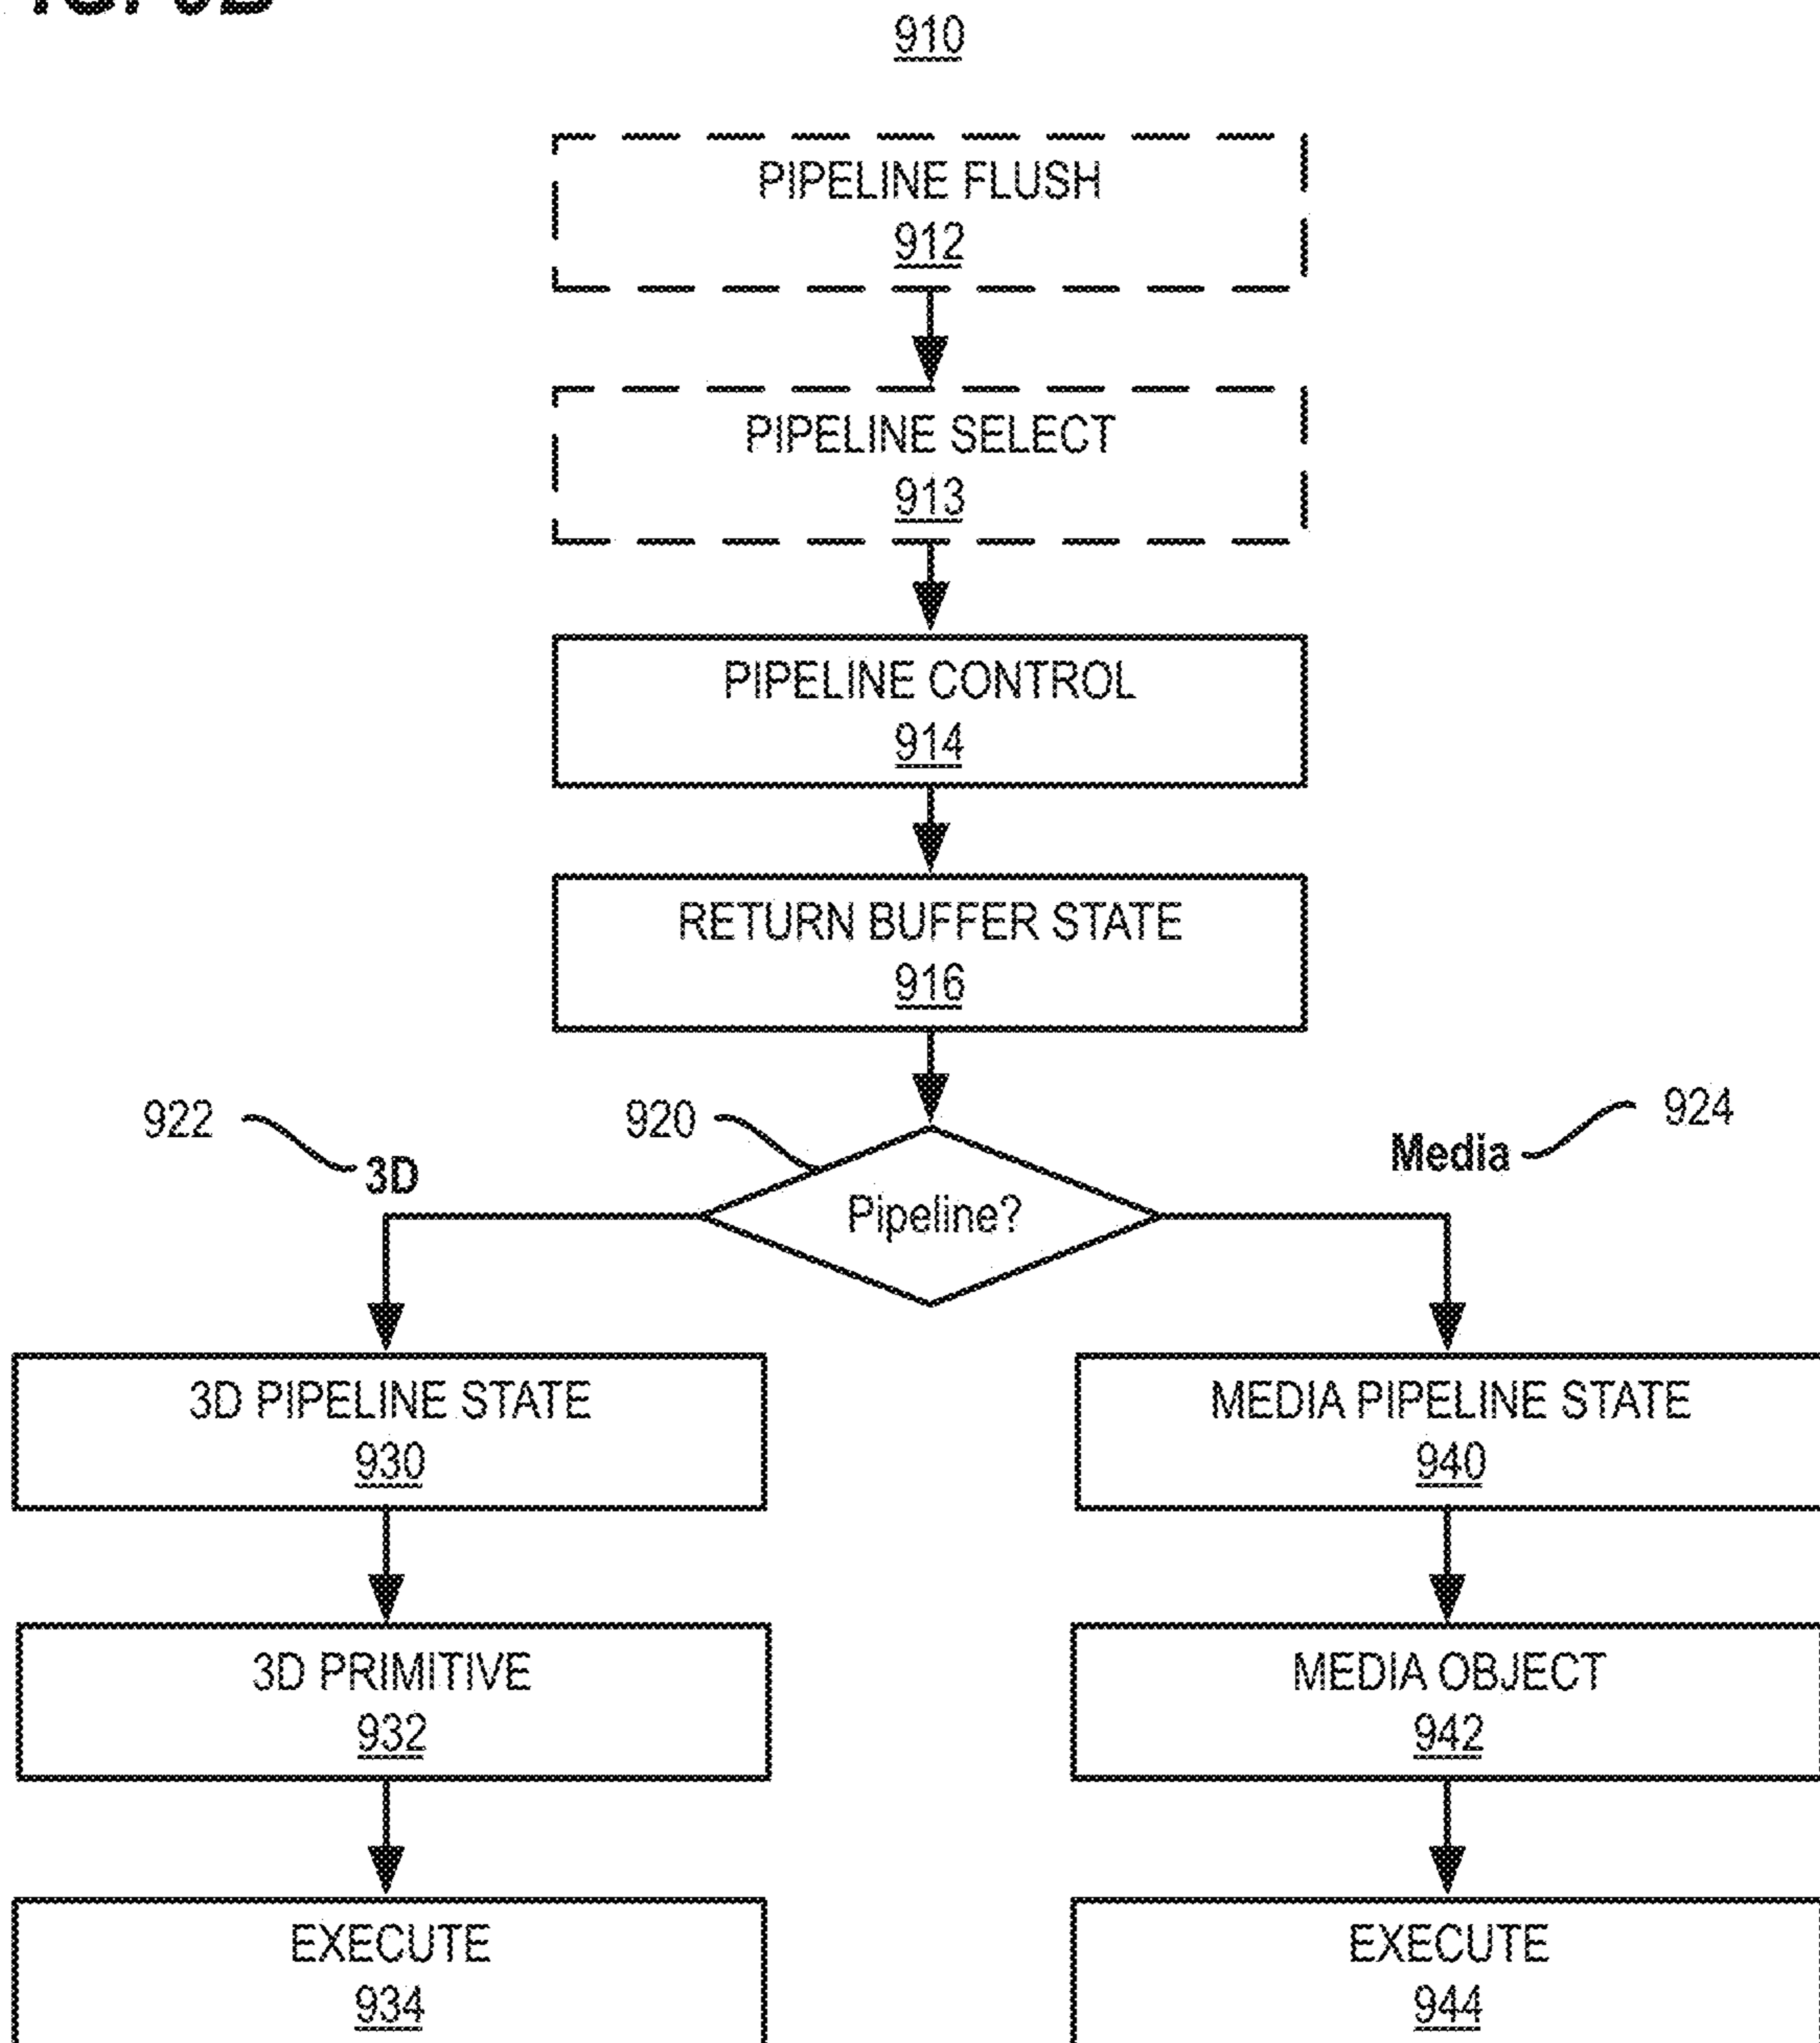 910
PIPELINE FLUSH
912
PIPELINE SELECT
913
PIPELINE CONTROL
914
RETURN BUFFER STATE
916
922
920
924
3D
Media
Pipeline?
3D PIPELINE STATE
930
MEDIA PIPELINE STATE
940
3D PRIMITIVE
932
MEDIA OBJECT
942
EXECUTE
934
EXECUTE
944